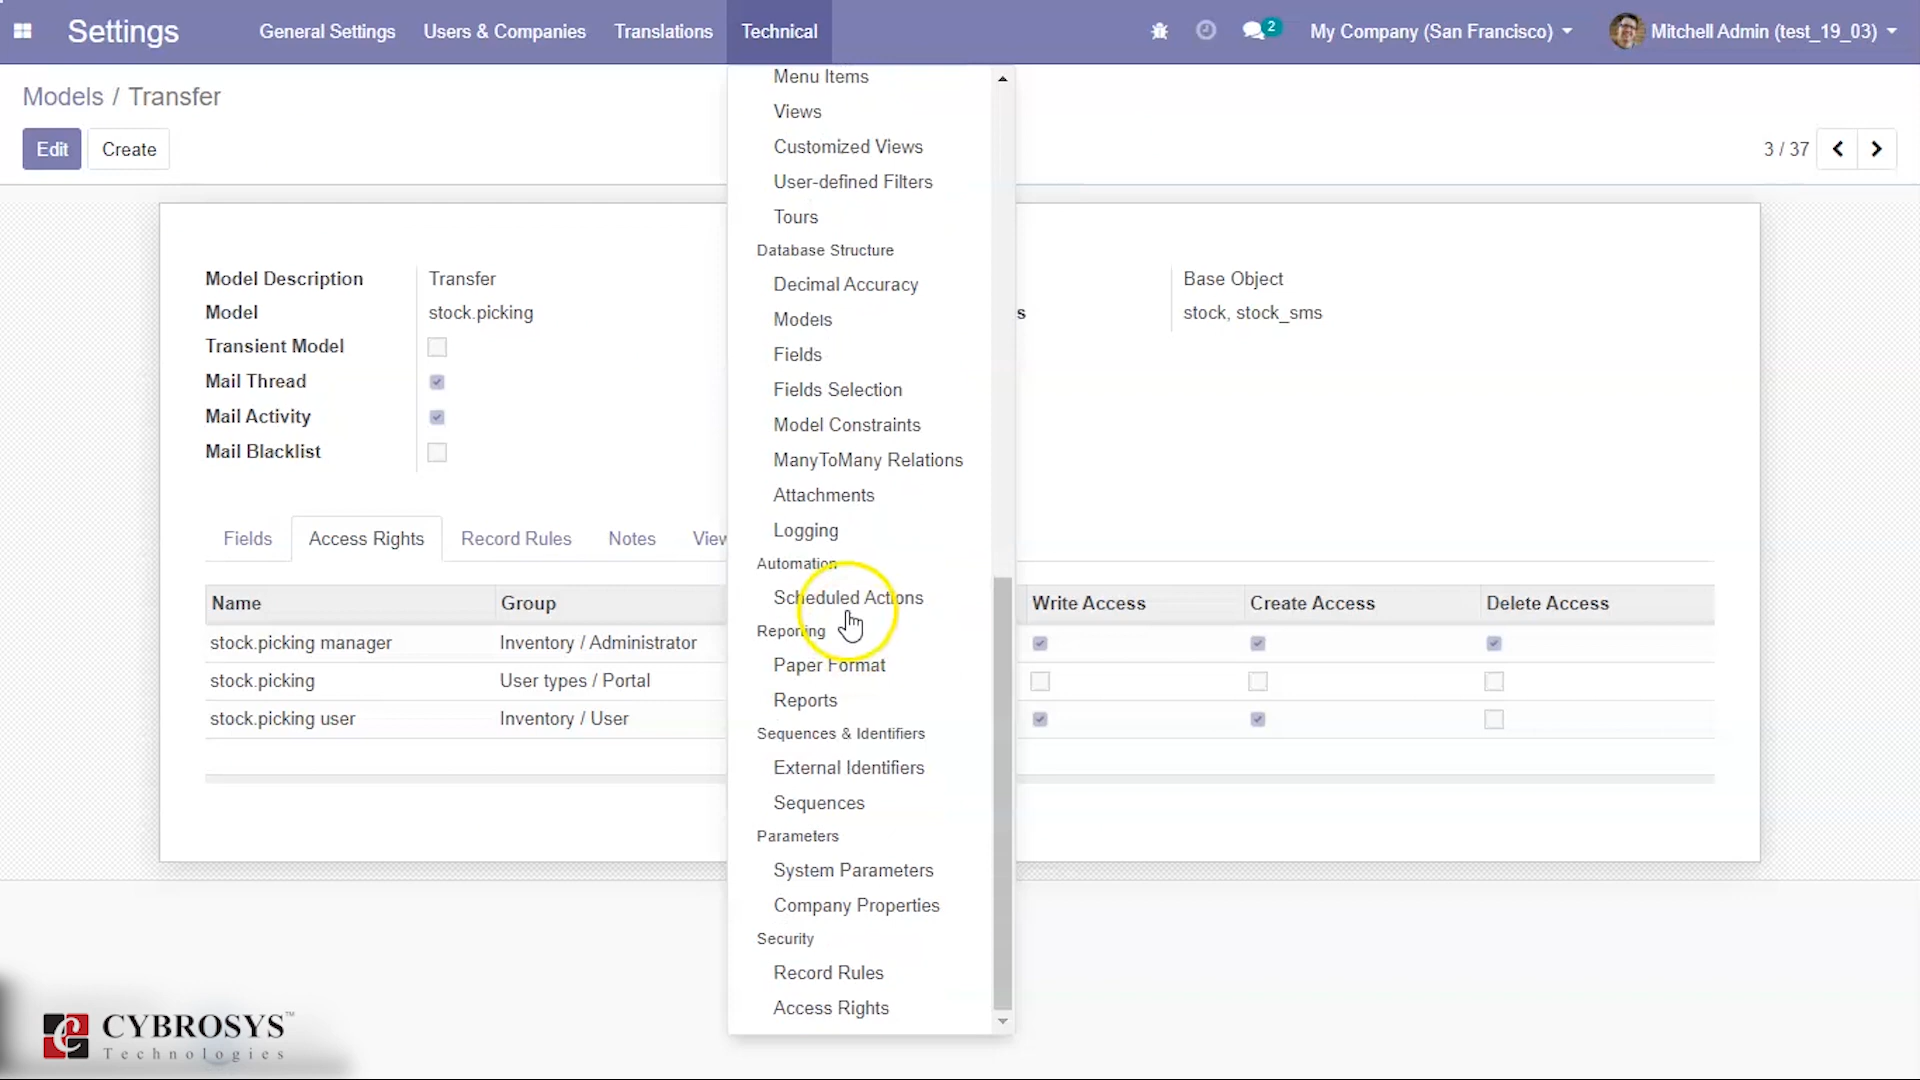 Settings
General Settings
Users & Companies
Translations
Technical
2
My Company (San Francisco)
Mitchell Admin (test_19_03)
Models / Transfer
Edit
Create
3 / 37
Menu Items
Views
Customized Views
User-defined Filters
Tours
Database Structure
Decimal Accuracy
Models
Fields
Fields Selection
Model Constraints
ManyToMany Relations
Attachments
Logging
Automation
Scheduled Actions
Reporting
Paper Format
Reports
Sequences & Identifiers
External Identifiers
Sequences
Parameters
System Parameters
Company Properties
Security
Record Rules
Access Rights
Model Description Transfer
Model stock.picking
Transient Model
Mail Thread
Mail Activity
Mail Blacklist
Base Object
s stock, stock_sms
Fields
Access Rights
Record Rules
Notes
View
Name Group Write Access Create Access Delete Access
stock.picking manager Inventory / Administrator
stock.picking User types / Portal
stock.picking user Inventory / User
CYBROSYS™
Technologies